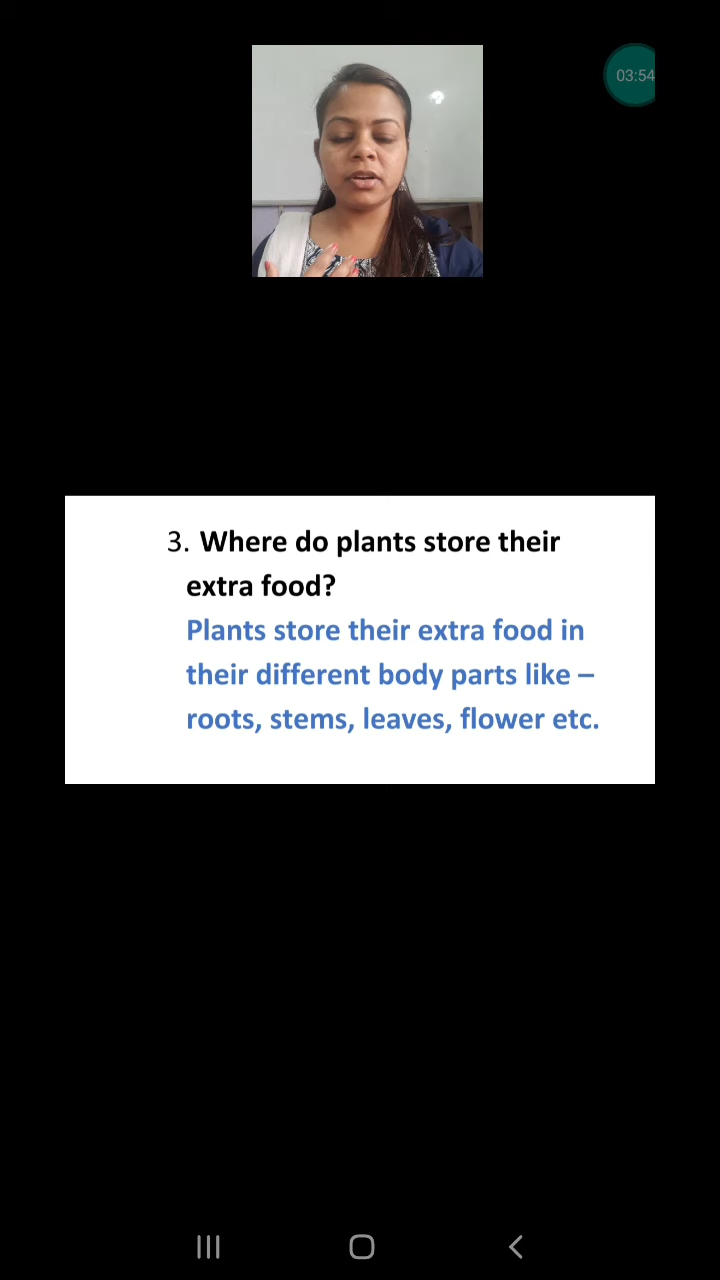 03:54
3. Where do plants store their
extra food?
Plants store their extra food in
their different body parts like –
roots, stems, leaves, flower etc.